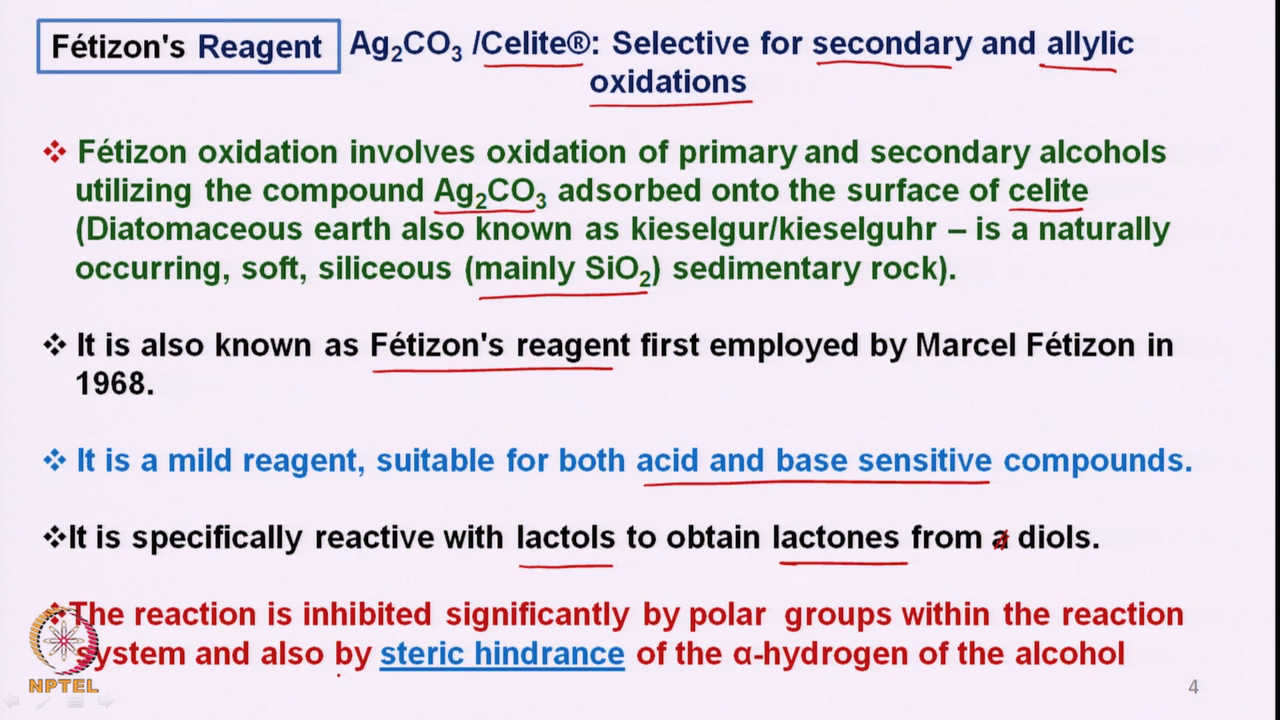 Fétizon's Reagent Ag₂CO₃ /Celite®: Selective for secondary and allylic
oxidations
❖ Fétizon oxidation involves oxidation of primary and secondary alcohols
utilizing the compound Ag₂CO₃ adsorbed onto the surface of celite
(Diatomaceous earth also known as kieselgur/kieselguhr – is a naturally
occurring, soft, siliceous (mainly SiO₂) sedimentary rock).
❖ It is also known as Fétizon's reagent first employed by Marcel Fétizon in
1968.
❖ It is a mild reagent, suitable for both acid and base sensitive compounds.
❖It is specifically reactive with lactols to obtain lactones from a diols.
❖The reaction is inhibited significantly by polar groups within the reaction
system and also by steric hindrance of the α-hydrogen of the alcohol
NPTEL
4